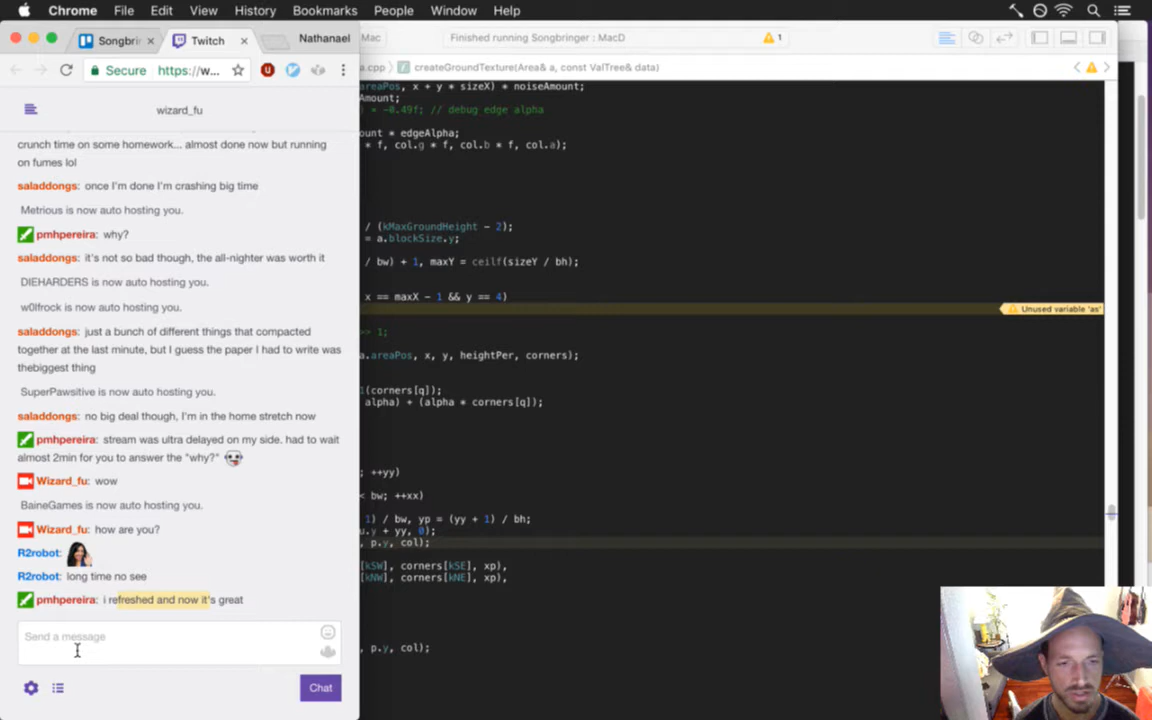 Chrome File Edit View History Bookmarks People Window Help
Songbrin Twitch Nathanael
Mac Finished running Songbringer : MacD 1
Secure https://w...
a.cpp createGroundTexture(Area& a, const ValTree& data)
areaPos, x + y * sizeX) * noiseAmount;
Amount;
= -0.49f; // debug edge alpha
wizard_fu
ount * edgeAlpha;
* f, col.g * f, col.b * f, col.a);
crunch time on some homework... almost done now but running
on fumes lol
saladdongs: once I'm done I'm crashing big time
Metrious is now auto hosting you.
/ (kMaxGroundHeight - 2);
= a.blockSize.y;
pmhpereira: why?
saladdongs: it's not so bad though, the all-nighter was worth it
/ bw) + 1, maxY = ceilf(sizeY / bh);
DIEHARDERS is now auto hosting you.
x == maxX - 1 && y == 4)
w0lfrock is now auto hosting you.
Unused variable 'as'
saladdongs: just a bunch of different things that compacted
together at the last minute, but I guess the paper I had to write was
thebiggest thing
>> 1;
a.areaPos, x, y, heightPer, corners);
SuperPawsitive is now auto hosting you.
(corners[q]);
alpha) + (alpha * corners[q]);
saladdongs: no big deal though, I'm in the home stretch now
pmhpereira: stream was ultra delayed on my side. had to wait
almost 2min for you to answer the "why?"
; ++yy)
Wizard_fu: wow
< bw; ++xx)
BaineGames is now auto hosting you.
1) / bw, yp = (yy + 1) / bh;
Wizard_fu: how are you?
u.y + yy, 0);
, p.y, col);
R2robot:
[kSW], corners[kSE], xp),
R2robot: long time no see
[kNW], corners[kNE], xp),
pmhpereira: i refreshed and now it's great
Send a message
, p.y, col);
Chat